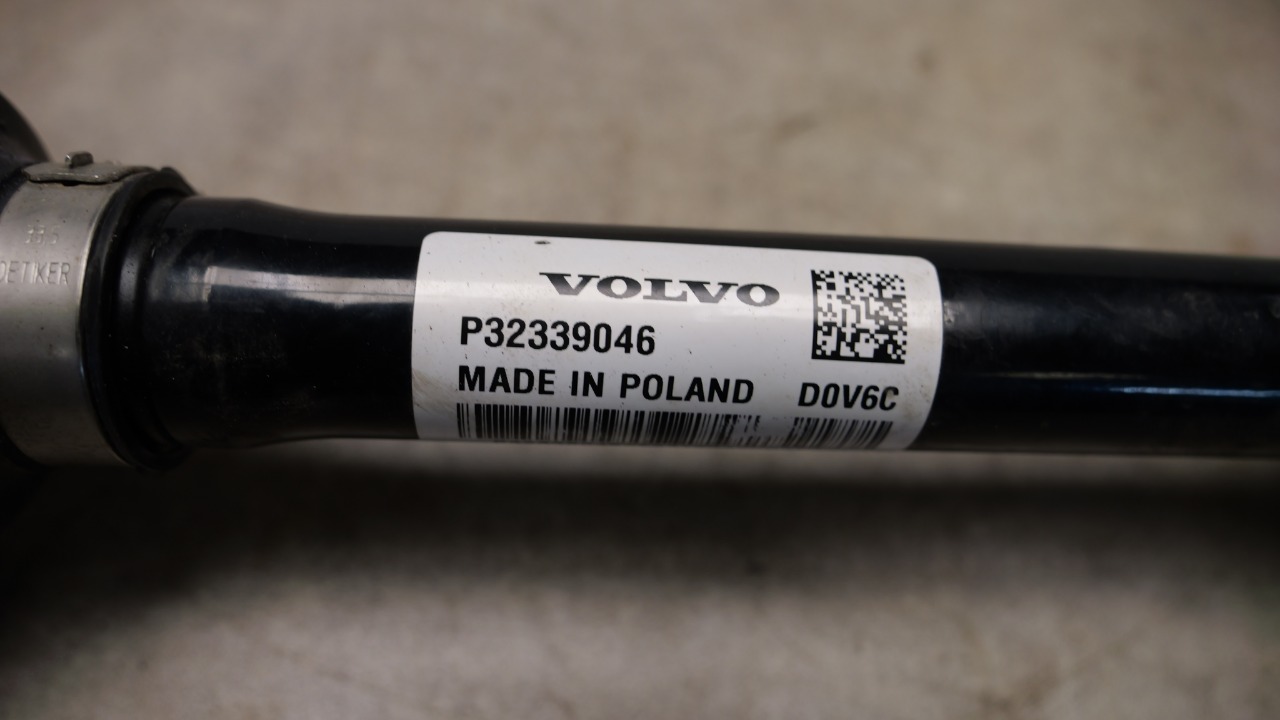 OETIKER
VOLVO
P32339046
MADE IN POLAND
D0V6C